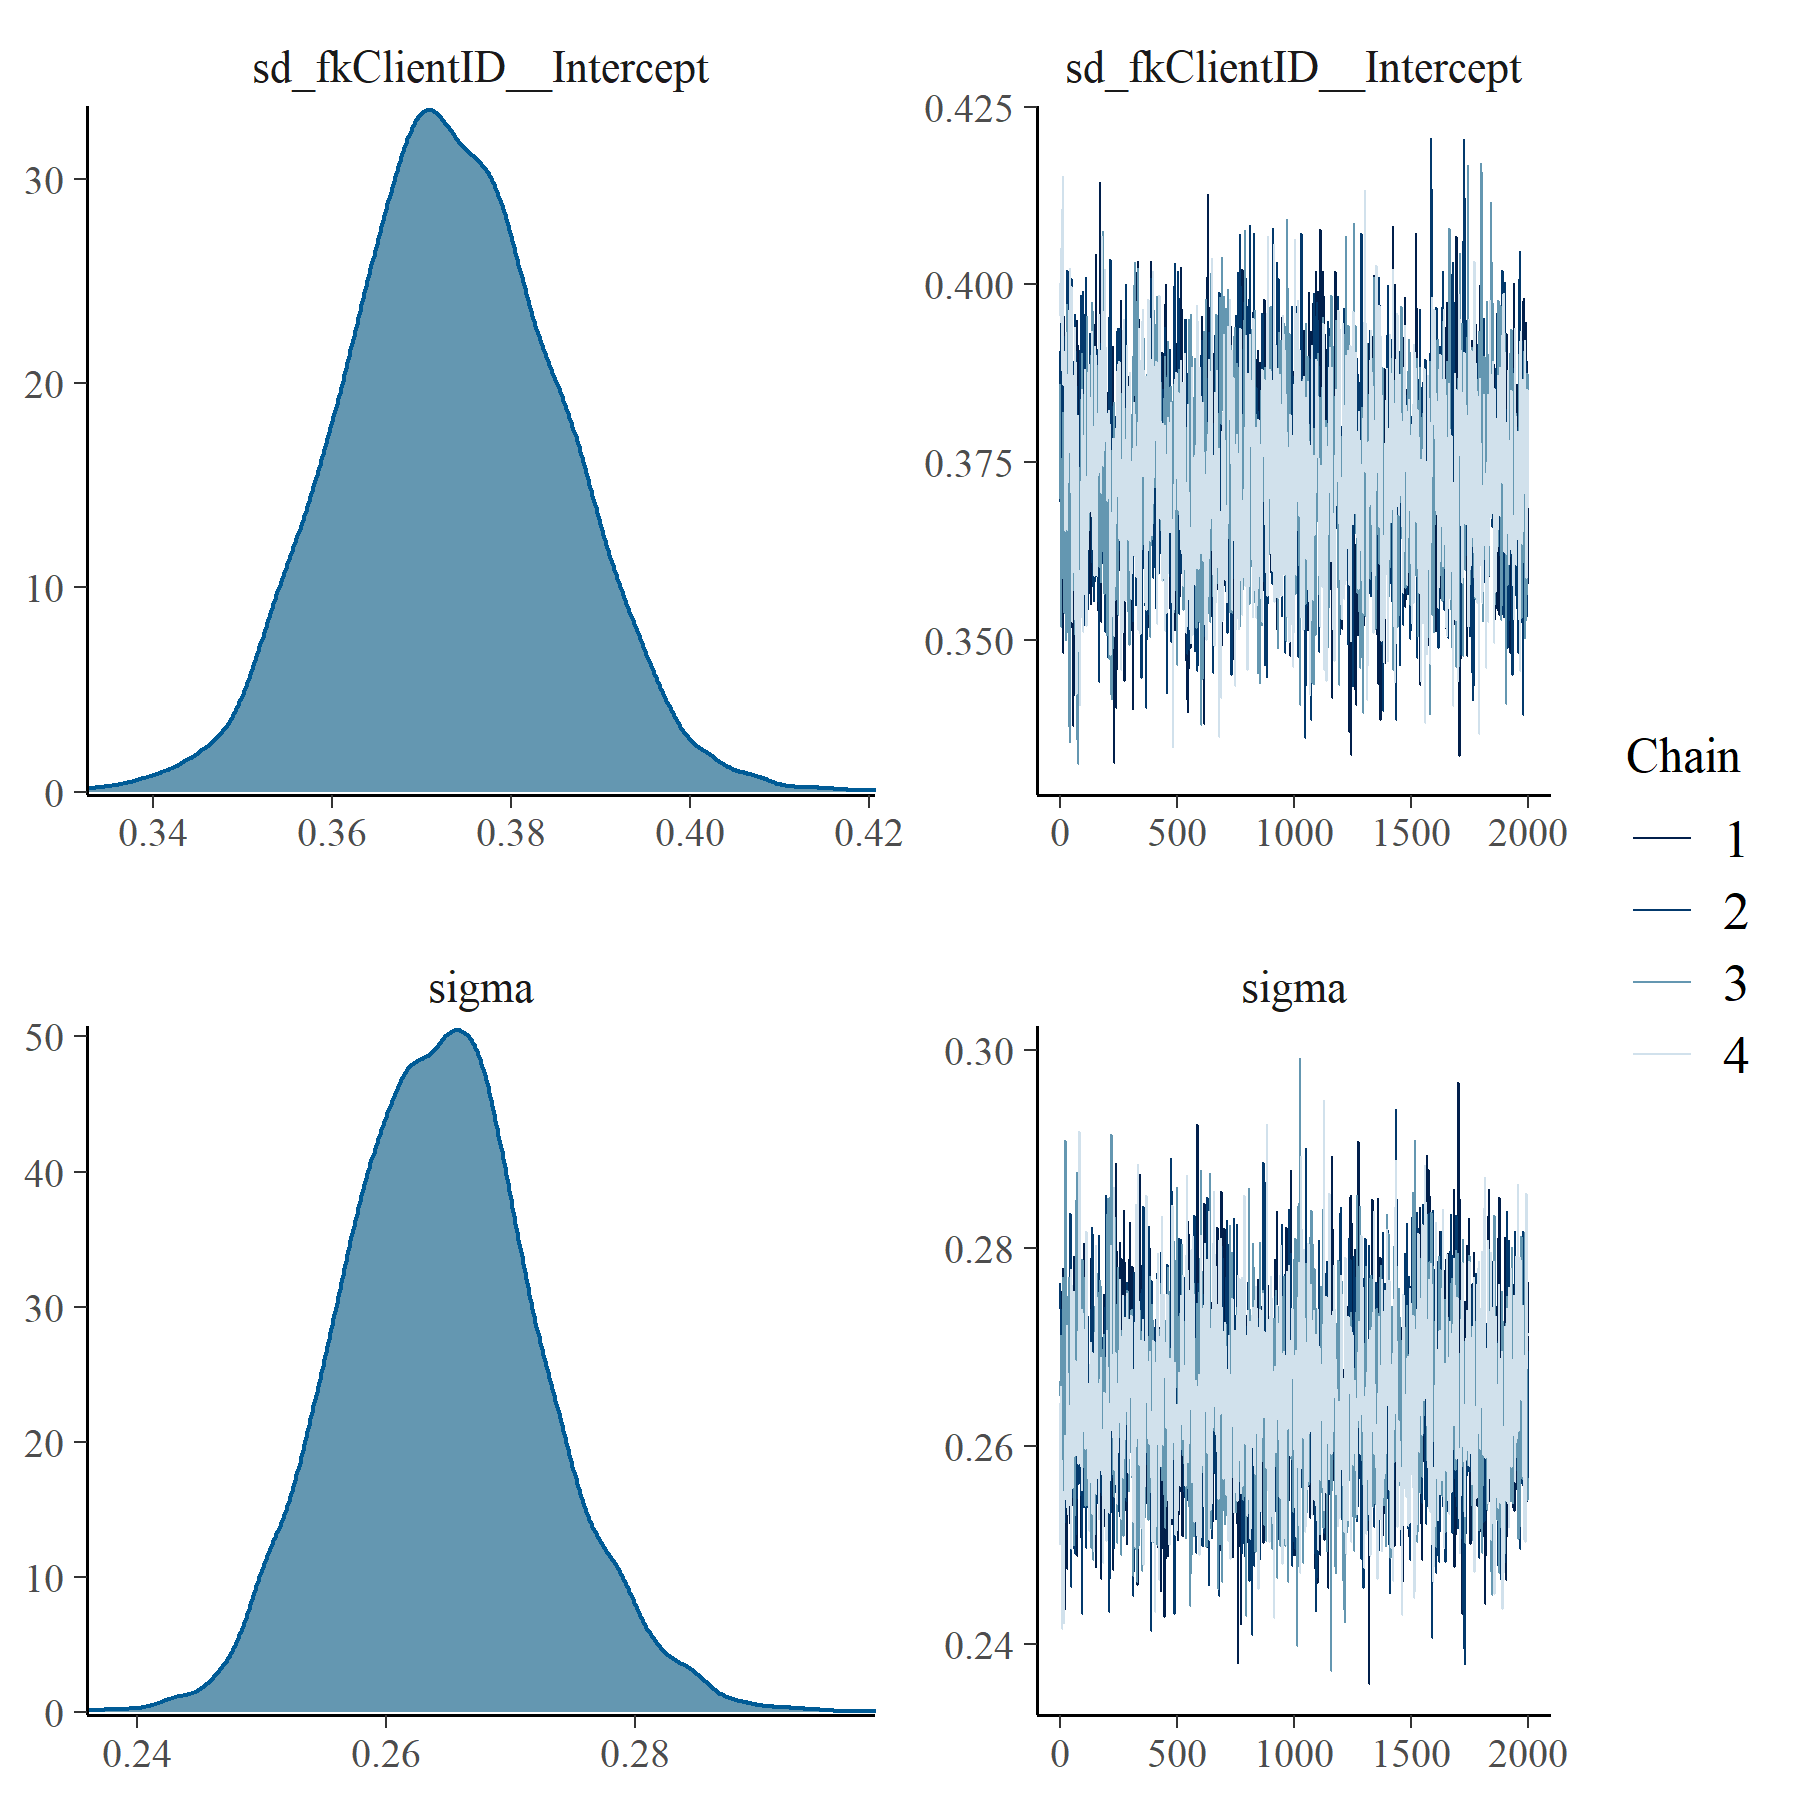 sd_fkClientID__Intercept
30
20
10
0
0.34 0.36 0.38 0.40 0.42
sd_fkClientID__Intercept
0.425
0.400
0.375
0.350
0 500 1000 1500 2000
sigma
50
40
30
20
10
0
0.24 0.26 0.28
sigma
0.30
0.28
0.26
0.24
0 500 1000 1500 2000
Chain
1
2
3
4